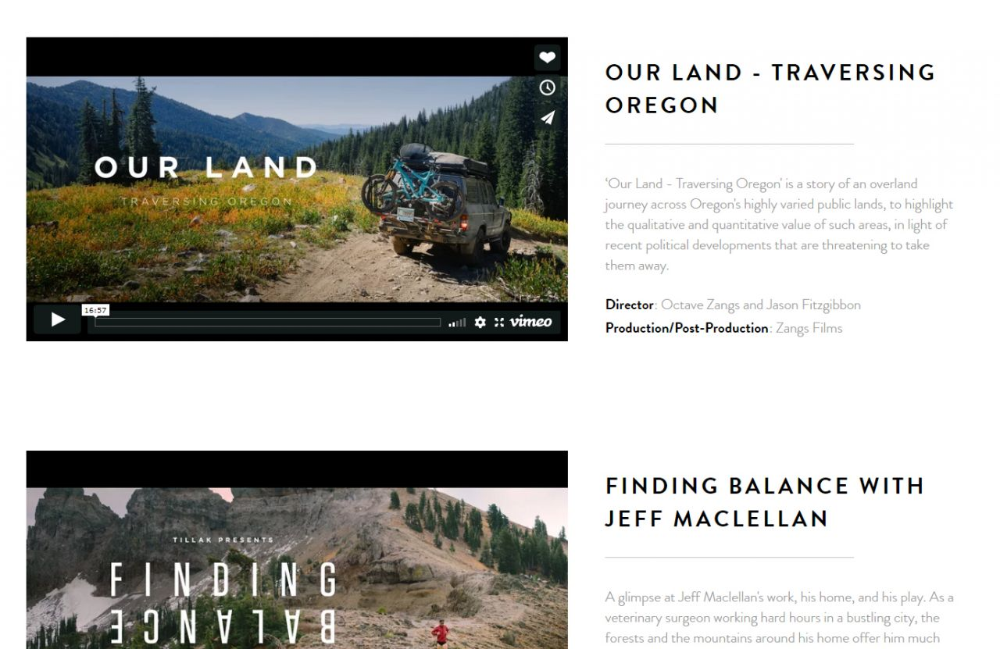 OUR LAND
TRAVERSING OREGON
16:57
vimeo
OUR LAND - TRAVERSING
OREGON
‘Our Land - Traversing Oregon' is a story of an overland
journey across Oregon's highly varied public lands, to highlight
the qualitative and quantitative value of such areas, in light of
recent political developments that are threatening to take
them away.
Director: Octave Zangs and Jason Fitzgibbon
Production/Post-Production: Zangs Films
TILLAK PRESENTS
FINDING
BALANCE
FINDING BALANCE WITH
JEFF MACLELLAN
A glimpse at Jeff Maclellan's work, his home, and his play. As a
veterinary surgeon working hard hours in a bustling city, the
forests and the mountains around his home offer him much